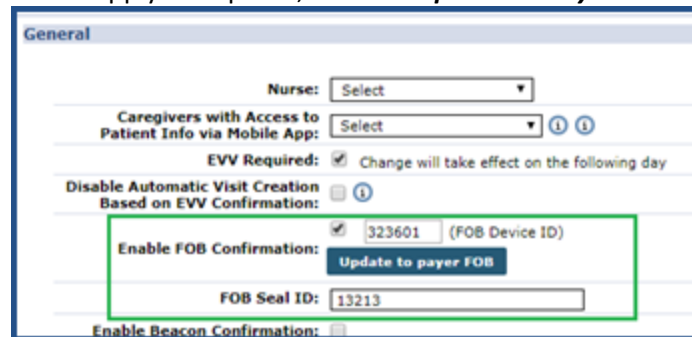 General
Nurse: Select
Caregivers with Access to
Patient Info via Mobile App: Select
EVV Required: Change will take effect on the following day
Disable Automatic Visit Creation
Based on EVV Confirmation:
Enable FOB Confirmation: 323601 (FOB Device ID)
Update to payer FOB
FOB Seal ID: 13213
Enable Beacon Confirmation: